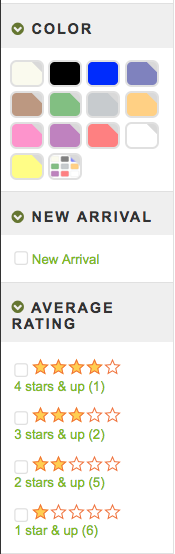 COLOR
NEW ARRIVAL
New Arrival
AVERAGE
RATING
4 stars & up (1)
3 stars & up (2)
2 stars & up (5)
1 star & up (6)